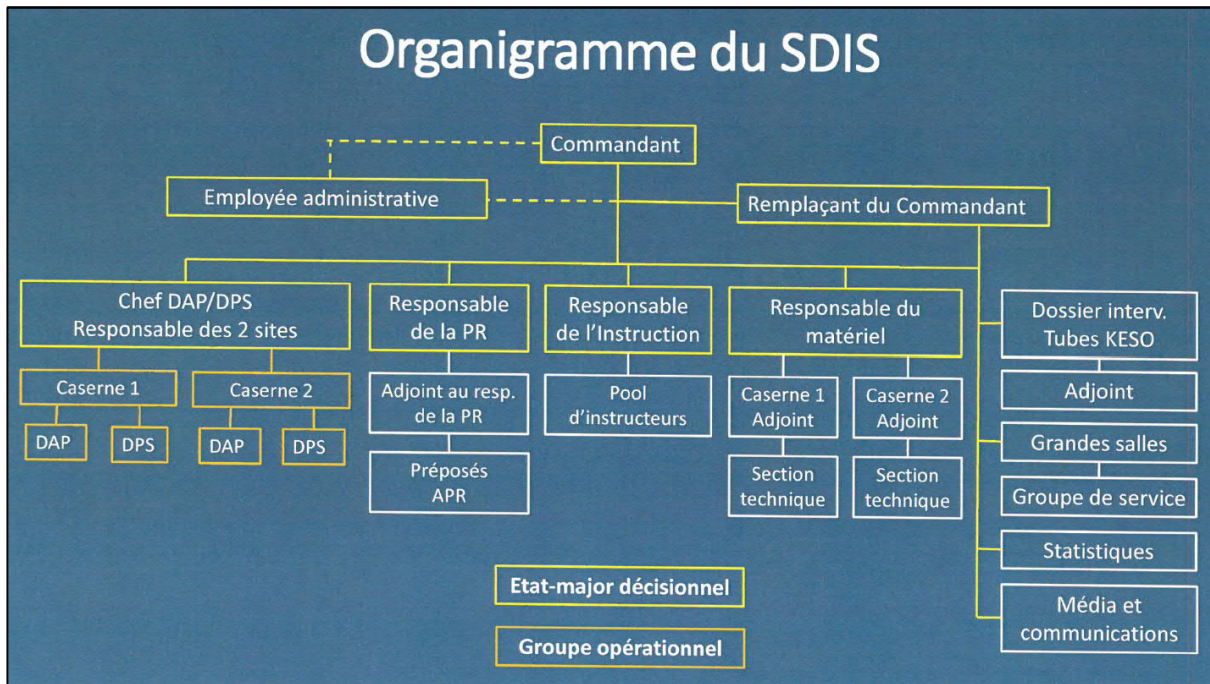 Organigramme du SDIS
Commandant
Employée administrative
Remplaçant du Commandant
Chef DAP/DPS
Responsable des 2 sites
Responsable
de la PR
Responsable
de l'Instruction
Responsable du
matériel
Dossier interv.
Tubes KESO
Caserne 1
Caserne 2
Adjoint au resp.
de la PR
Pool
d'instructeurs
Caserne 1
Adjoint
Caserne 2
Adjoint
Adjoint
DAP
DPS
DAP
DPS
Préposés
APR
Section
technique
Section
technique
Grandes salles
Groupe de service
Statistiques
Média et
communications
Etat-major décisionnel
Groupe opérationnel